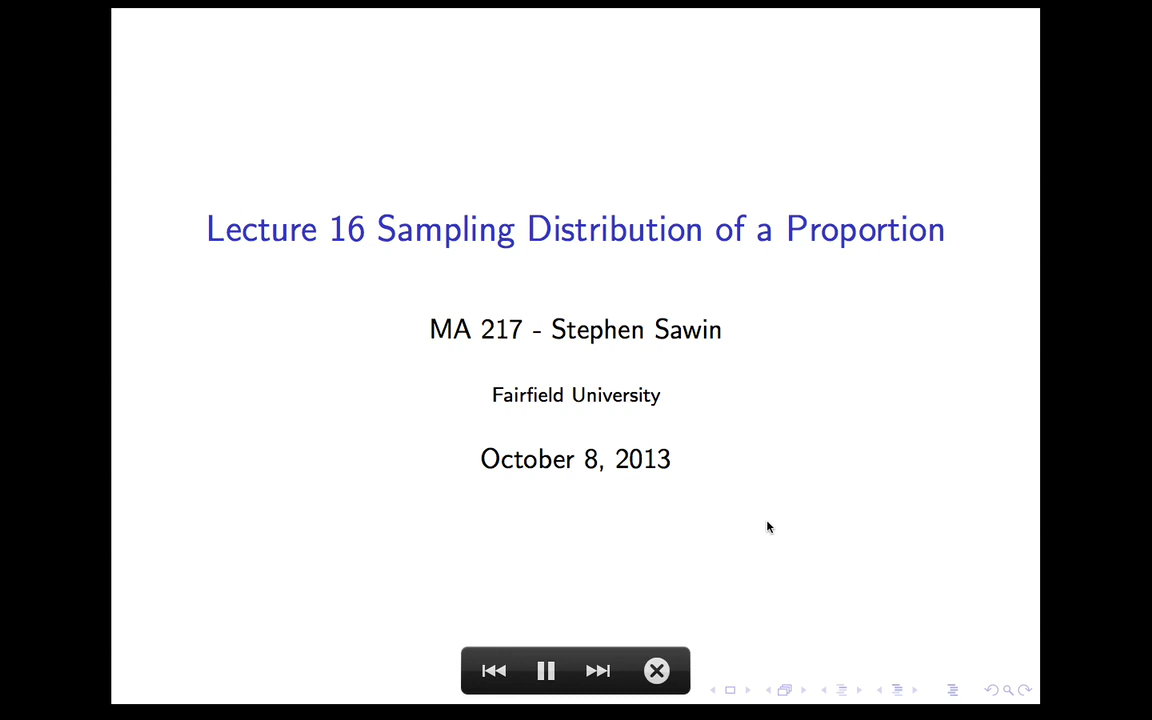 Lecture 16 Sampling Distribution of a Proportion
MA 217 - Stephen Sawin
Fairfield University
October 8, 2013